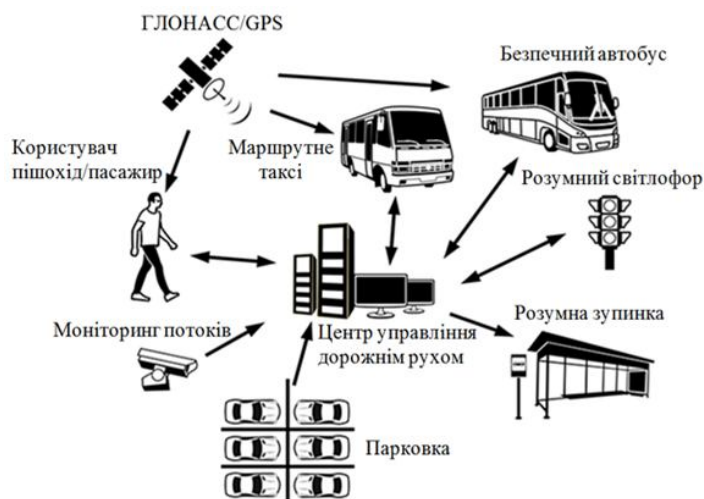 ГЛОНАСС/GPS
Безпечний автобус
Користувач
пішохід/пасажир
Маршрутне
таксі
Розумний світлофор
Моніторинг потоків
Центр управління
дорожнім рухом
Розумна зупинка
Парковка